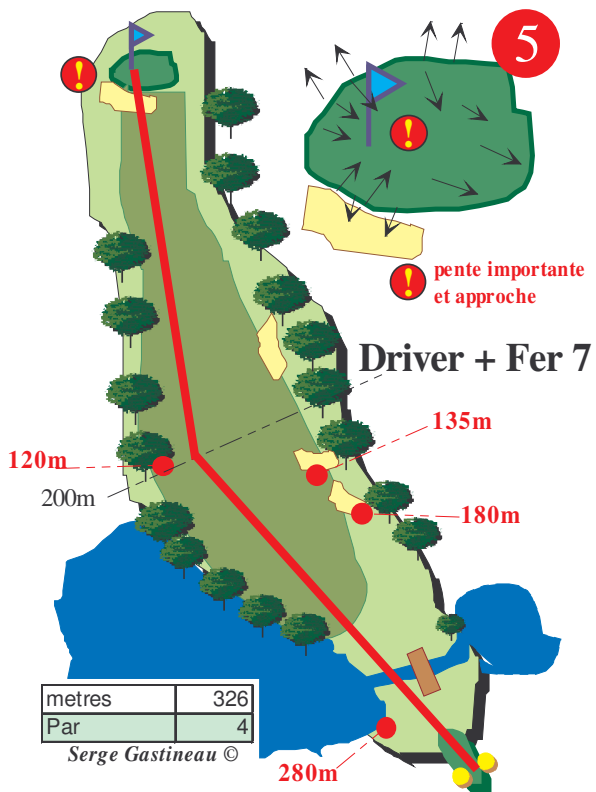 5
!
!
! pente importante
et approche
Driver + Fer 7
135m
120m
200m
180m
metres 326
Par 4
Serge Gastineau ©
280m